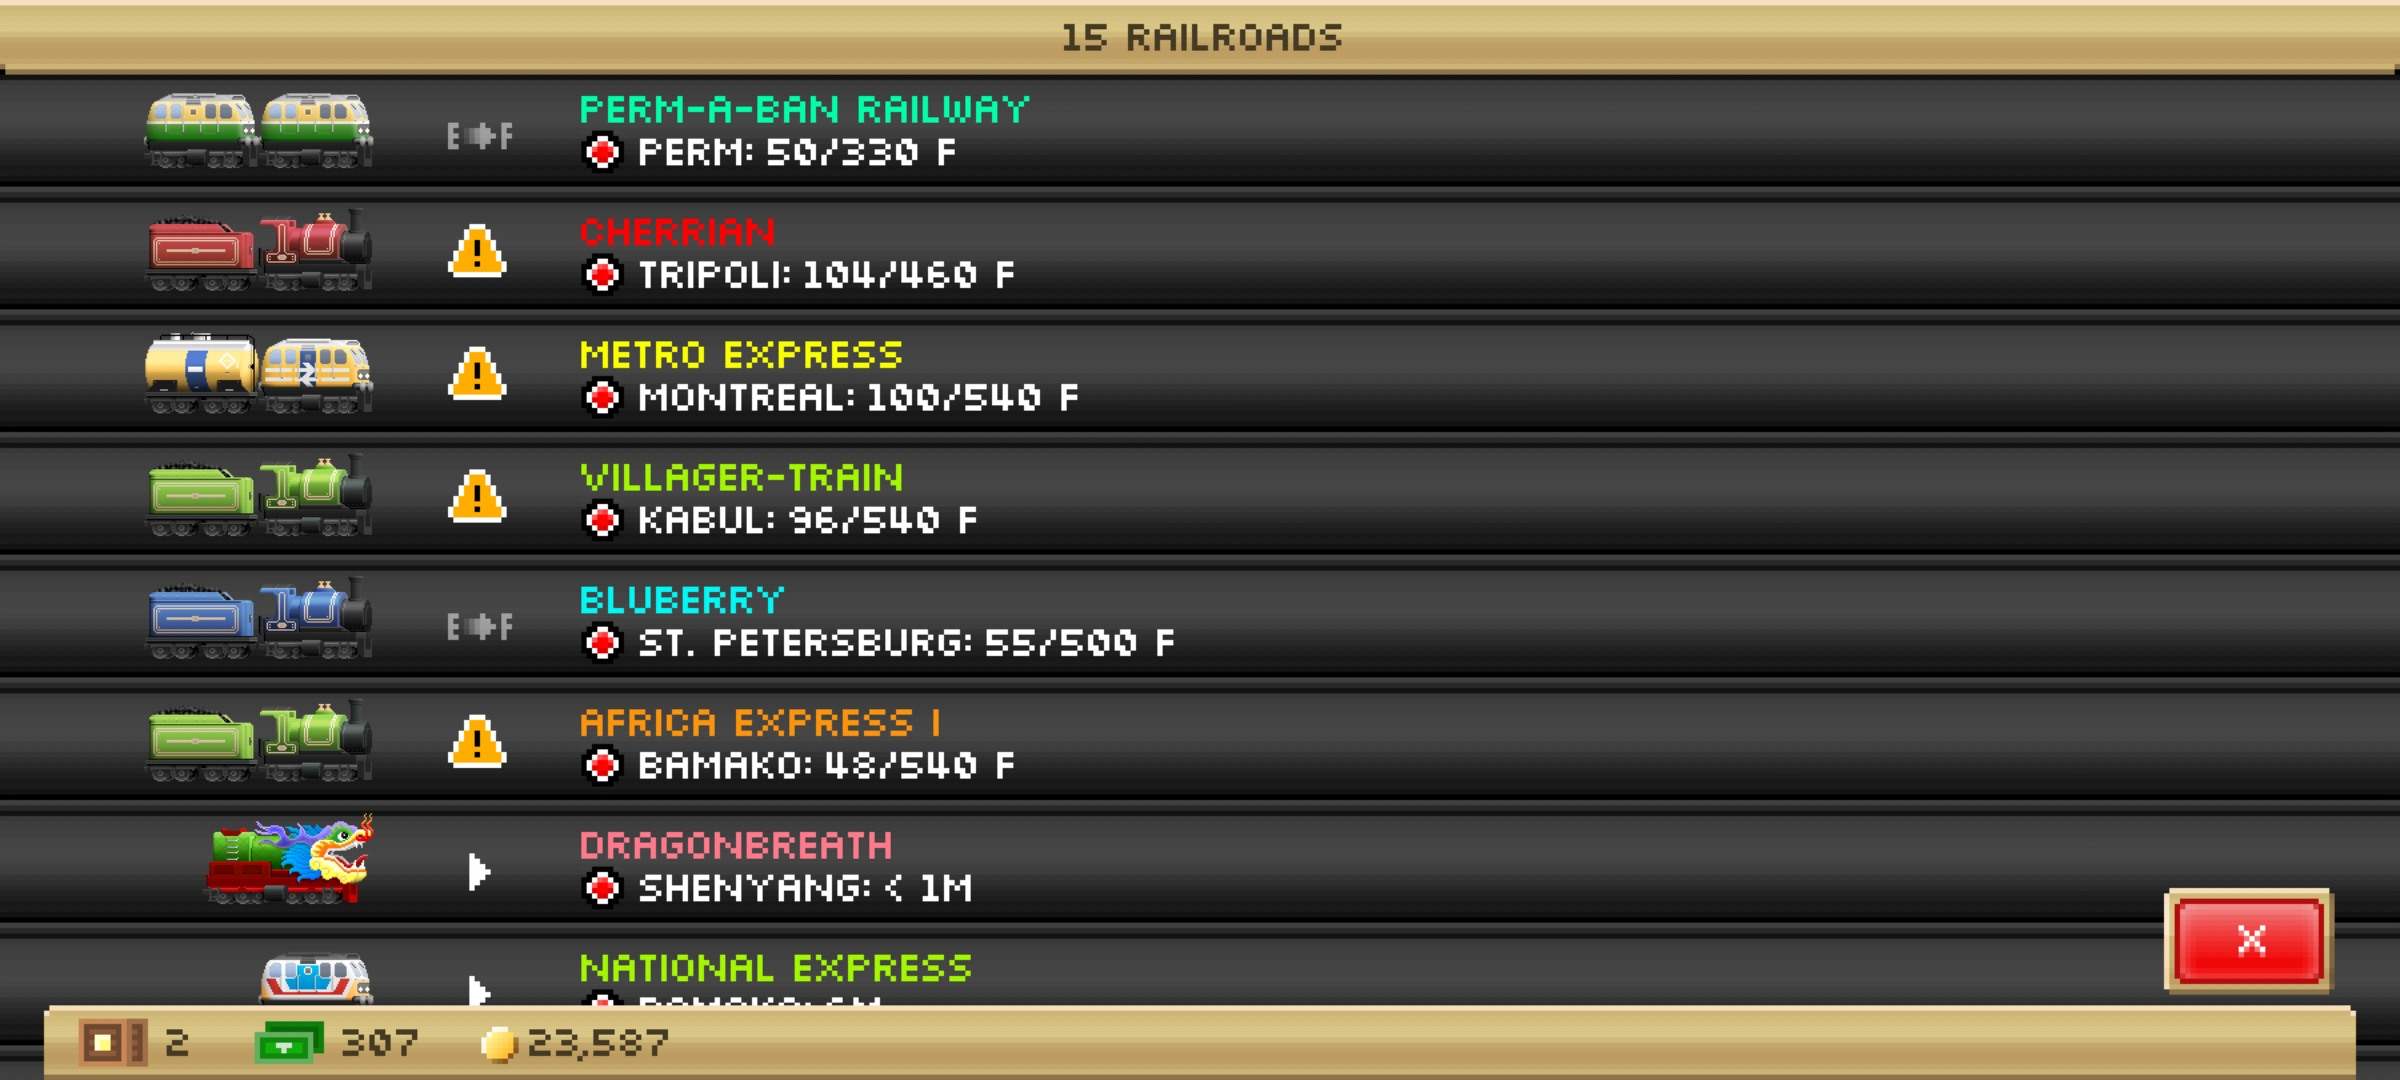 15 RAILROADS
PERM-A-BAN RAILWAY
E F
PERM: 50/330 F
CHERRIAN
TRIPOLI: 104/460 F
METRO EXPRESS
MONTREAL: 100/540 F
VILLAGER-TRAIN
KABUL: 96/540 F
BLUBERRY
E F
ST. PETERSBURG: 55/500 F
AFRICA EXPRESS I
BAMAKO: 48/540 F
DRAGONBREATH
SHENYANG: < 1M
NATIONAL EXPRESS
X
2 307 23,587